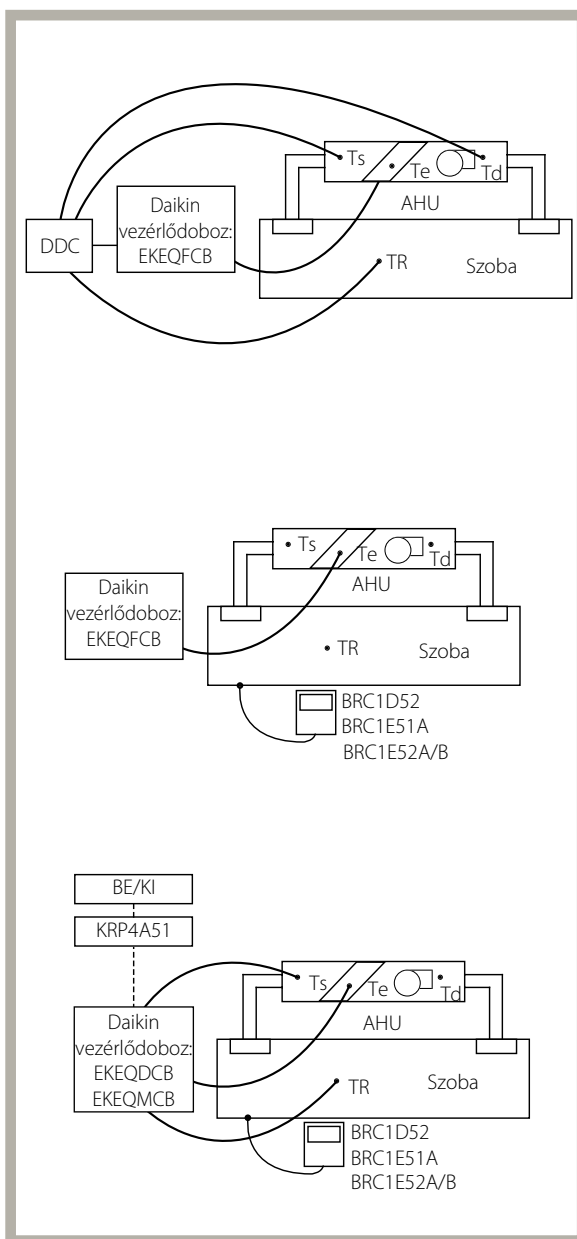 Ts
Te
Td
AHU
Daikin
vezérlődoboz:
EKEQFCB
DDC
TR
Szoba
Ts
Te
Td
AHU
Daikin
vezérlődoboz:
EKEQFCB
TR
Szoba
BRC1D52
BRC1E51A
BRC1E52A/B
BE/KI
KRP4A51
Ts
Te
Td
AHU
Daikin
vezérlődoboz:
EKEQDCB
EKEQMCB
TR
Szoba
BRC1D52
BRC1E51A
BRC1E52A/B